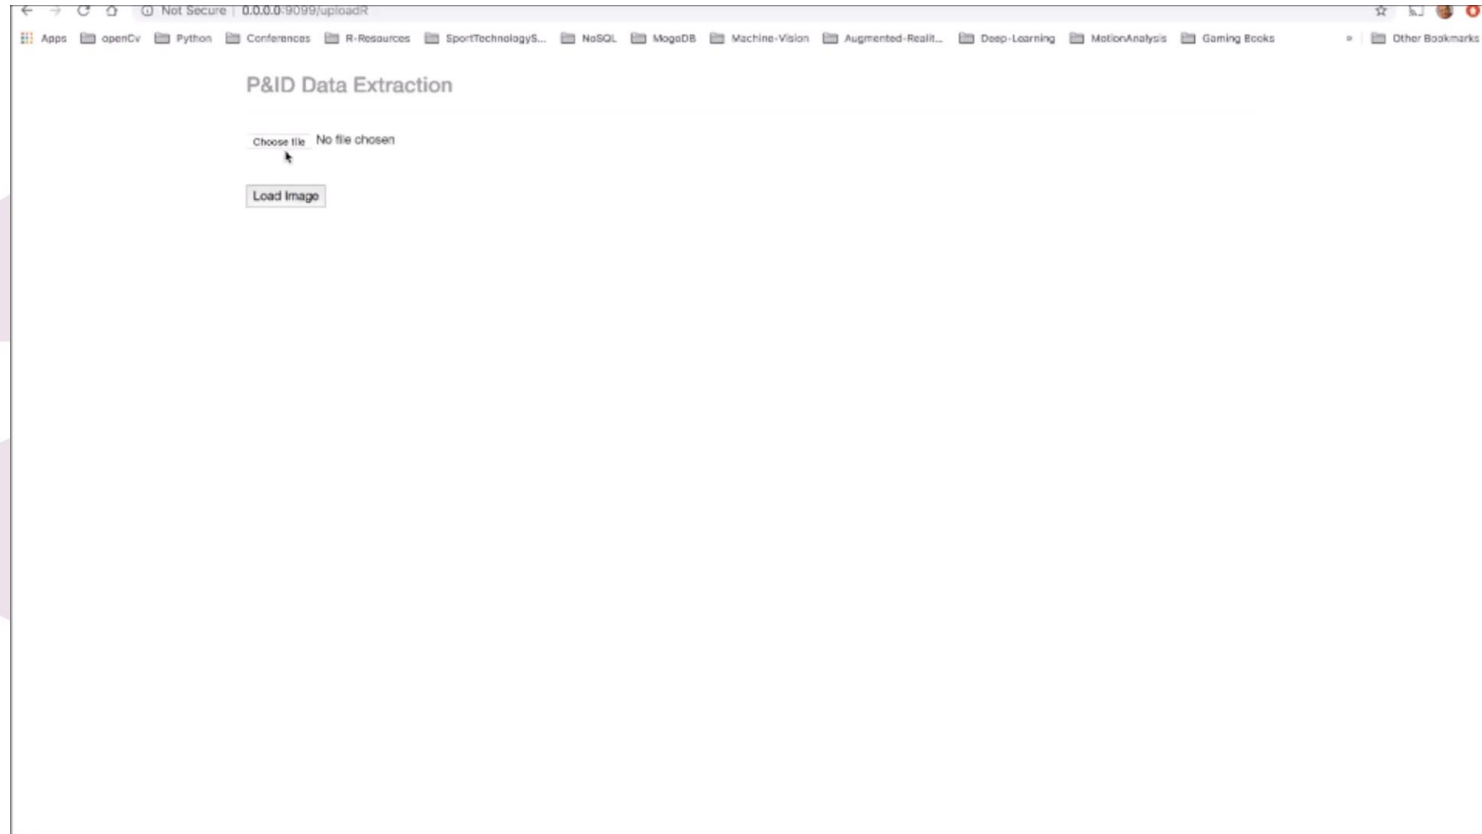 Not Secure | 0.0.0.0:9099/uploadR
Apps openCv Python Conferences R-Resources SportTechnologyS... NoSQL MogoDB Machine-Vision Augmented-Realit... Deep-Learning MotionAnalysis Gaming Books » Other Bookmarks
P&ID Data Extraction
Choose file No file chosen
Load Image